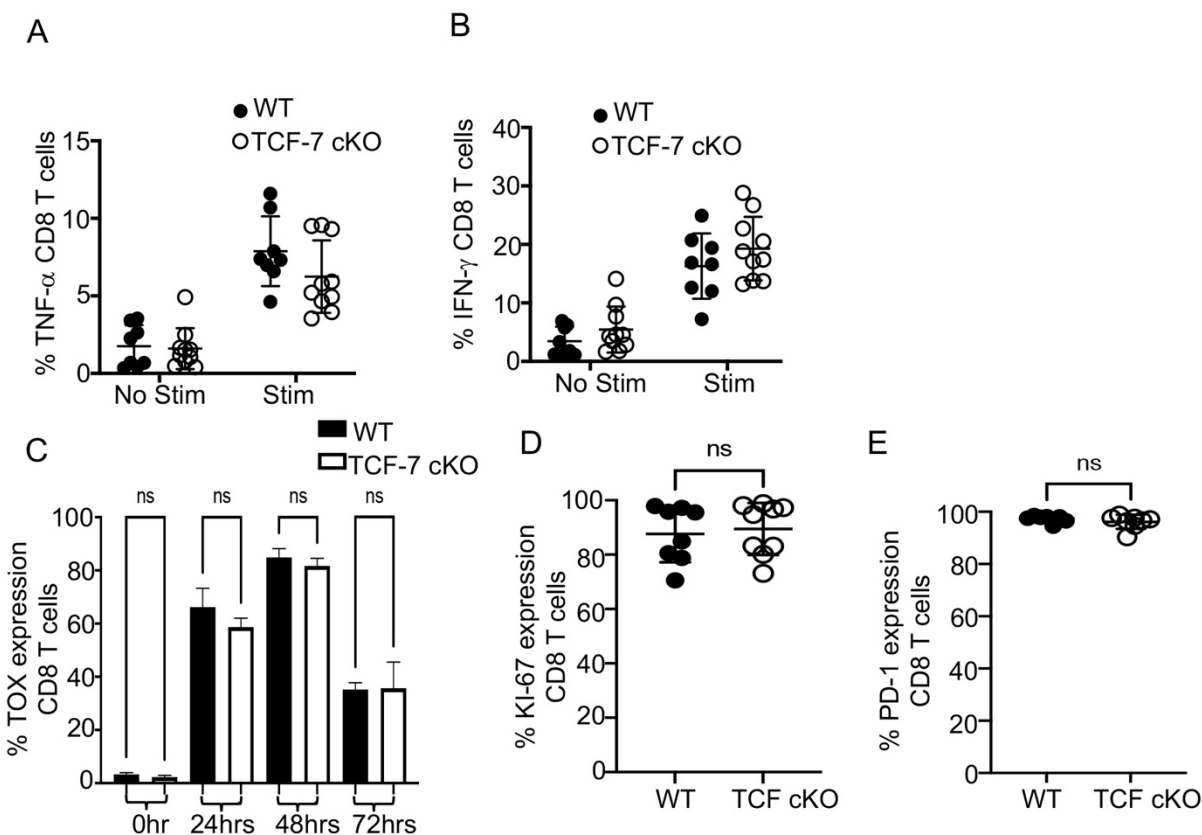 A
WT
TCF-7 cKO
% TNF-α CD8 T cells
15
10
5
0
No Stim
Stim
B
WT
TCF-7 cKO
% IFN-γ CD8 T cells
40
30
20
10
0
No Stim
Stim
C
WT
TCF-7 cKO
ns
ns
ns
ns
% TOX expression
CD8 T cells
100
80
60
40
20
0
0hr
24hrs
48hrs
72hrs
D
ns
% KI-67 expression
CD8 T cells
100
80
60
40
20
0
WT
TCF cKO
E
ns
% PD-1 expression
CD8 T cells
100
80
60
40
20
0
WT
TCF cKO